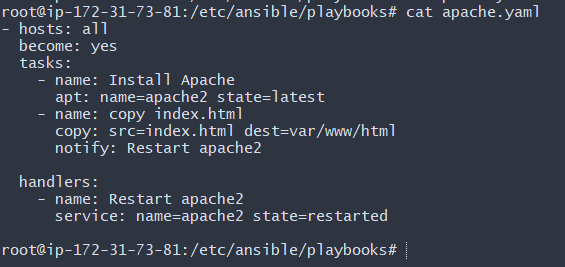 root@ip-172-31-73-81:/etc/ansible/playbooks# cat apache.yaml
- hosts: all
  become: yes
  tasks:
    - name: Install Apache
      apt: name=apache2 state=latest
    - name: copy index.html
      copy: src=index.html dest=var/www/html
      notify: Restart apache2

  handlers:
    - name: Restart apache2
      service: name=apache2 state=restarted

root@ip-172-31-73-81:/etc/ansible/playbooks#